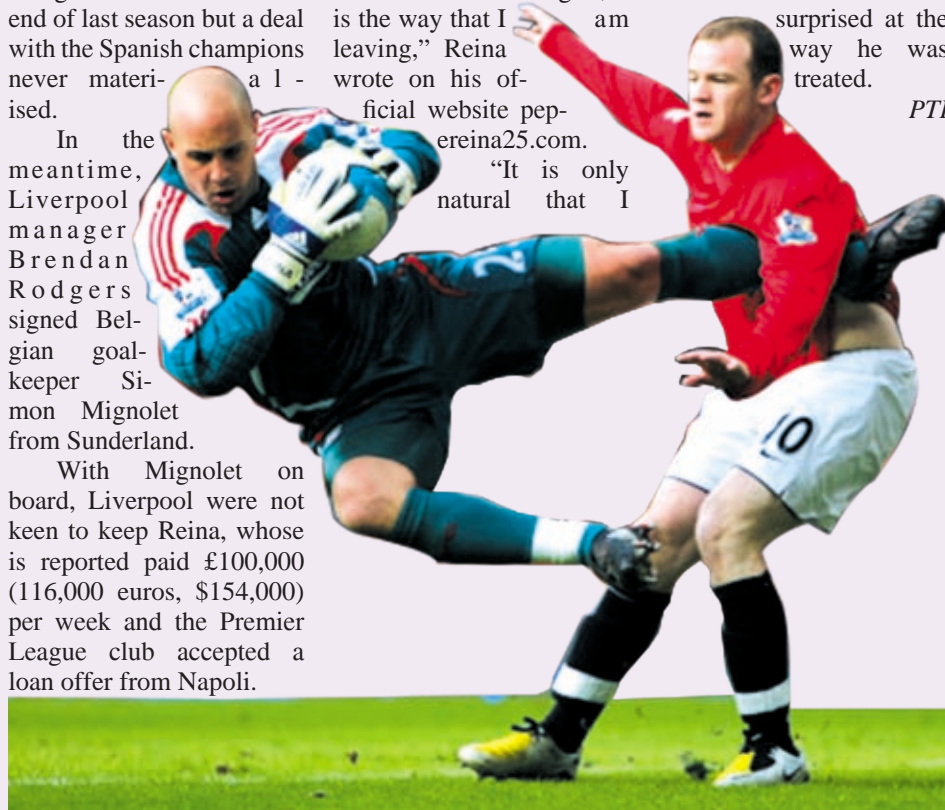 end of last season but a deal
with the Spanish champions
never materi- al-
ised.
In the
meantime,
Liverpool
manager
Brendan
Rodgers
signed Bel-
gian goal-
keeper Si-
mon Mignolet
from Sunderland.
With Mignolet on
board, Liverpool were not
keen to keep Reina, whose
is reported paid £100,000
(116,000 euros, $154,000)
per week and the Premier
League club accepted a
loan offer from Napoli.
is the way that I am
leaving,” Reina
wrote on his of-
ficial website pep-
ereina25.com.
“It is only
natural that I
surprised at the
way he was
treated.
PTI
2
10